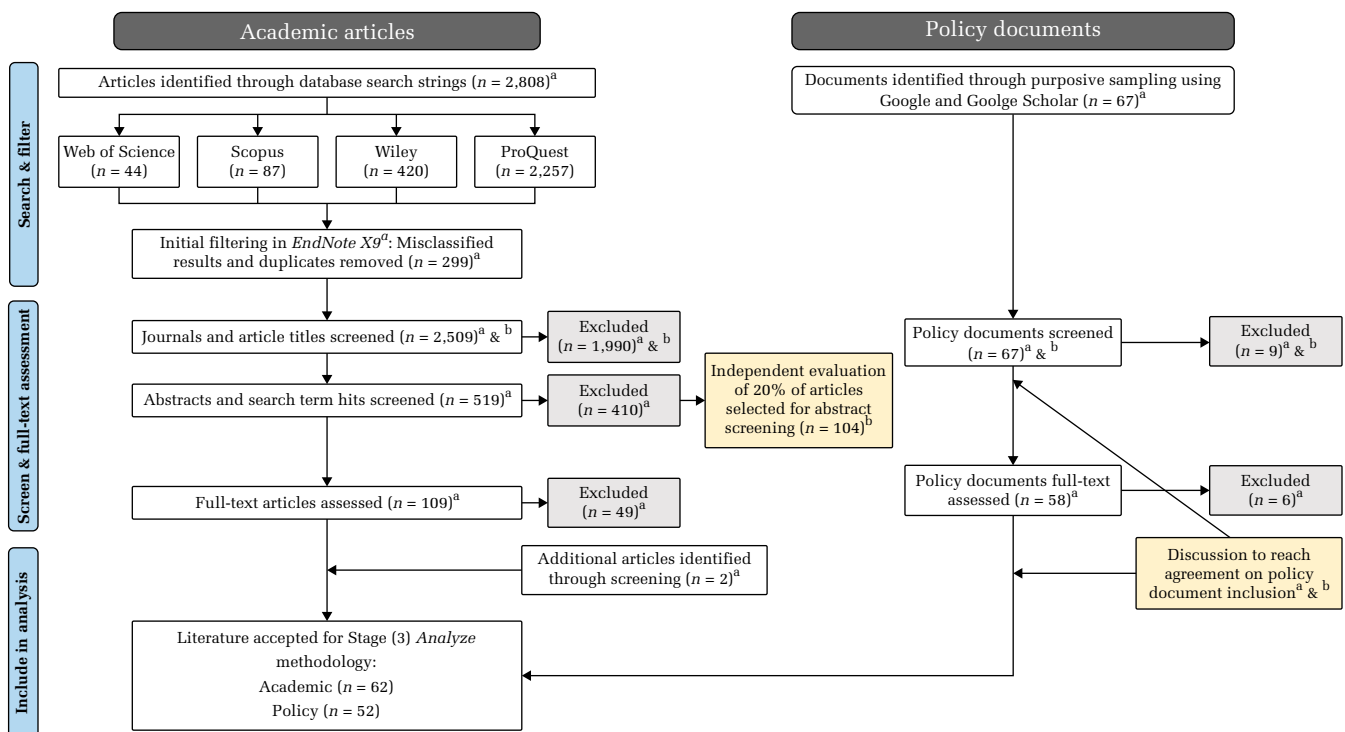 Academic articles
Policy documents
Search & filter
Articles identified through database search strings (n = 2,808)a
Web of Science
(n = 44)
Scopus
(n = 87)
Wiley
(n = 420)
ProQuest
(n = 2,257)
Initial filtering in EndNote X9a: Misclassified
results and duplicates removed (n = 299)a
Documents identified through purposive sampling using
Google and Goolge Scholar (n = 67)a
Screen & full-text assessment
Journals and article titles screened (n = 2,509)a & b
Excluded
(n = 1,990)a & b
Abstracts and search term hits screened (n = 519)a
Excluded
(n = 410)a
Independent evaluation
of 20% of articles
selected for abstract
screening (n = 104)b
Full-text articles assessed (n = 109)a
Excluded
(n = 49)a
Policy documents screened
(n = 67)a & b
Excluded
(n = 9)a & b
Policy documents full-text
assessed (n = 58)a
Excluded
(n = 6)a
Include in analysis
Additional articles identified
through screening (n = 2)a
Discussion to reach
agreement on policy
document inclusiona & b
Literature accepted for Stage (3) Analyze
methodology:
Academic (n = 62)
Policy (n = 52)